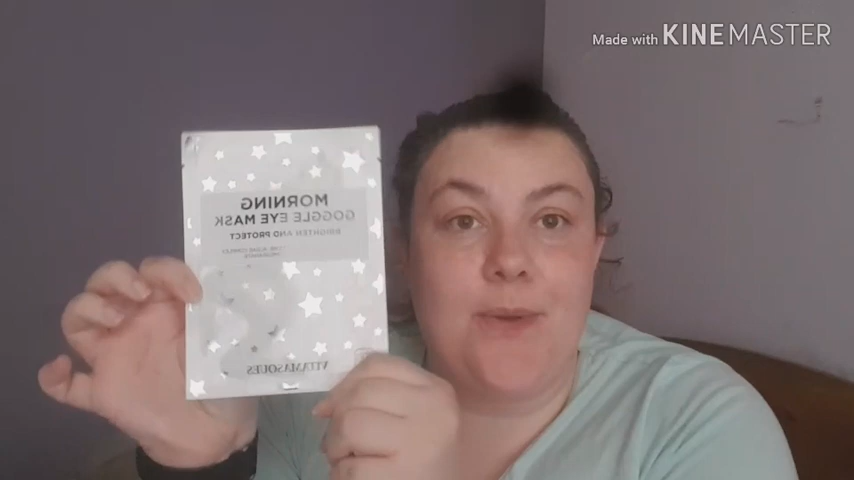 Made with KINEMASTER
MORNING
GOGGLE EYE MASK
BRIGHTEN AND PROTECT
VITAMASQUES